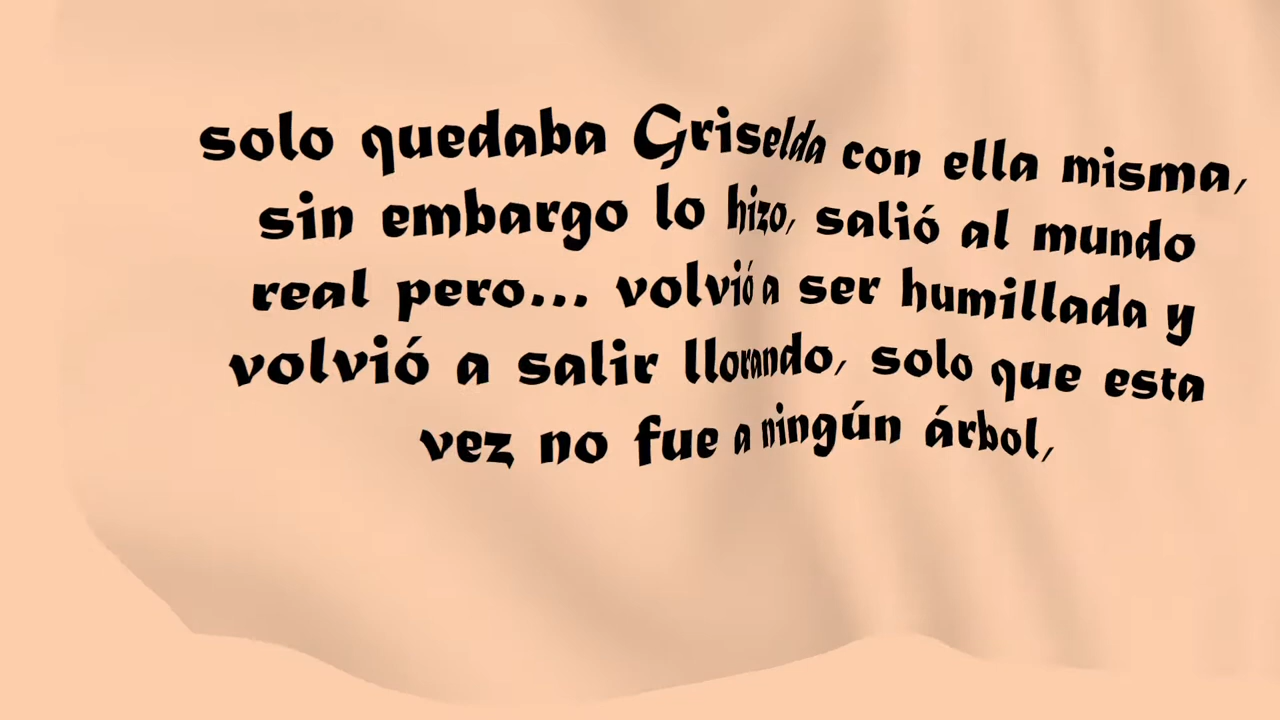 solo quedaba Griselda con ella misma,
sin embargo lo hizo, salió al mundo
real pero... volvió a ser humillada y
volvió a salir llorando, solo que esta
vez no fue a ningún árbol,